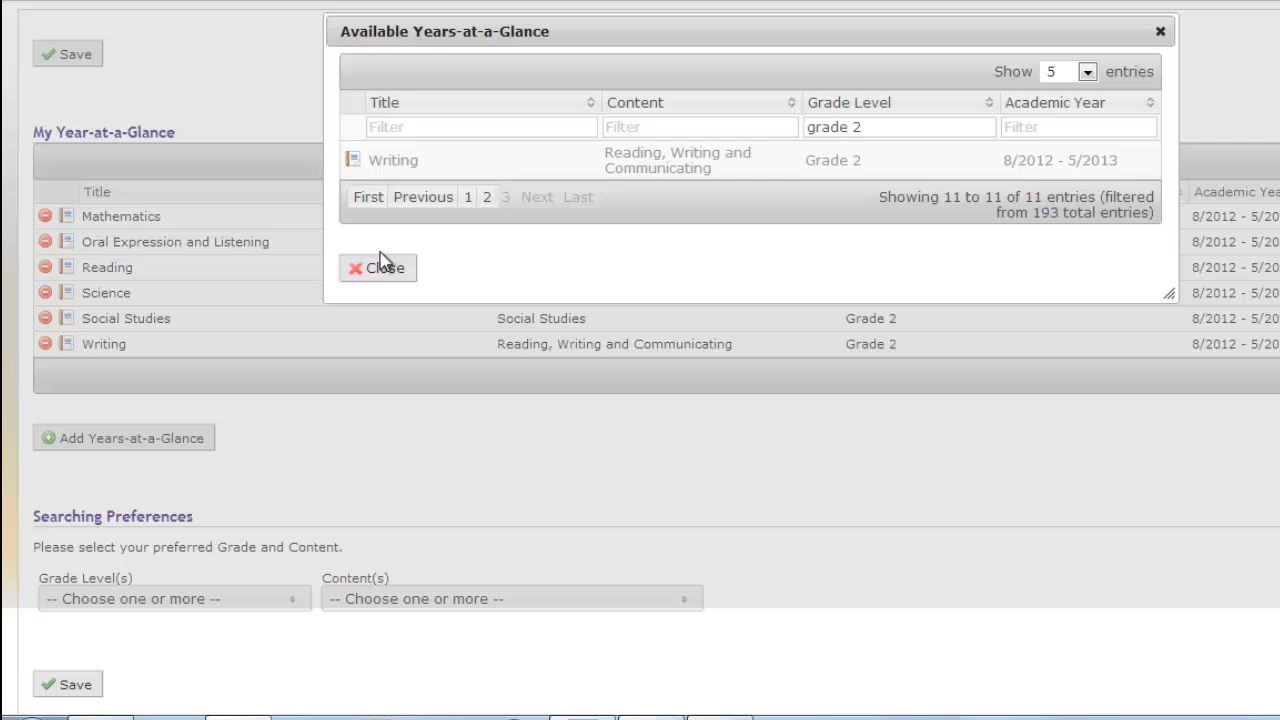 Available Years-at-a-Glance
Save
Show 5 entries
Title Content Grade Level Academic Year
Filter Filter grade 2 Filter
Writing Reading, Writing and Communicating Grade 2 8/2012 - 5/2013
First Previous 1 2 3 Next Last
Showing 11 to 11 of 11 entries (filtered from 193 total entries)
Close
My Year-at-a-Glance
Title Academic Yea
Mathematics 8/2012 - 5/20
Oral Expression and Listening 8/2012 - 5/20
Reading 8/2012 - 5/20
Science 8/2012 - 5/20
Social Studies Social Studies Grade 2 8/2012 - 5/20
Writing Reading, Writing and Communicating Grade 2 8/2012 - 5/20
Add Years-at-a-Glance
Searching Preferences
Please select your preferred Grade and Content.
Grade Level(s) Content(s)
-- Choose one or more -- -- Choose one or more --
Save